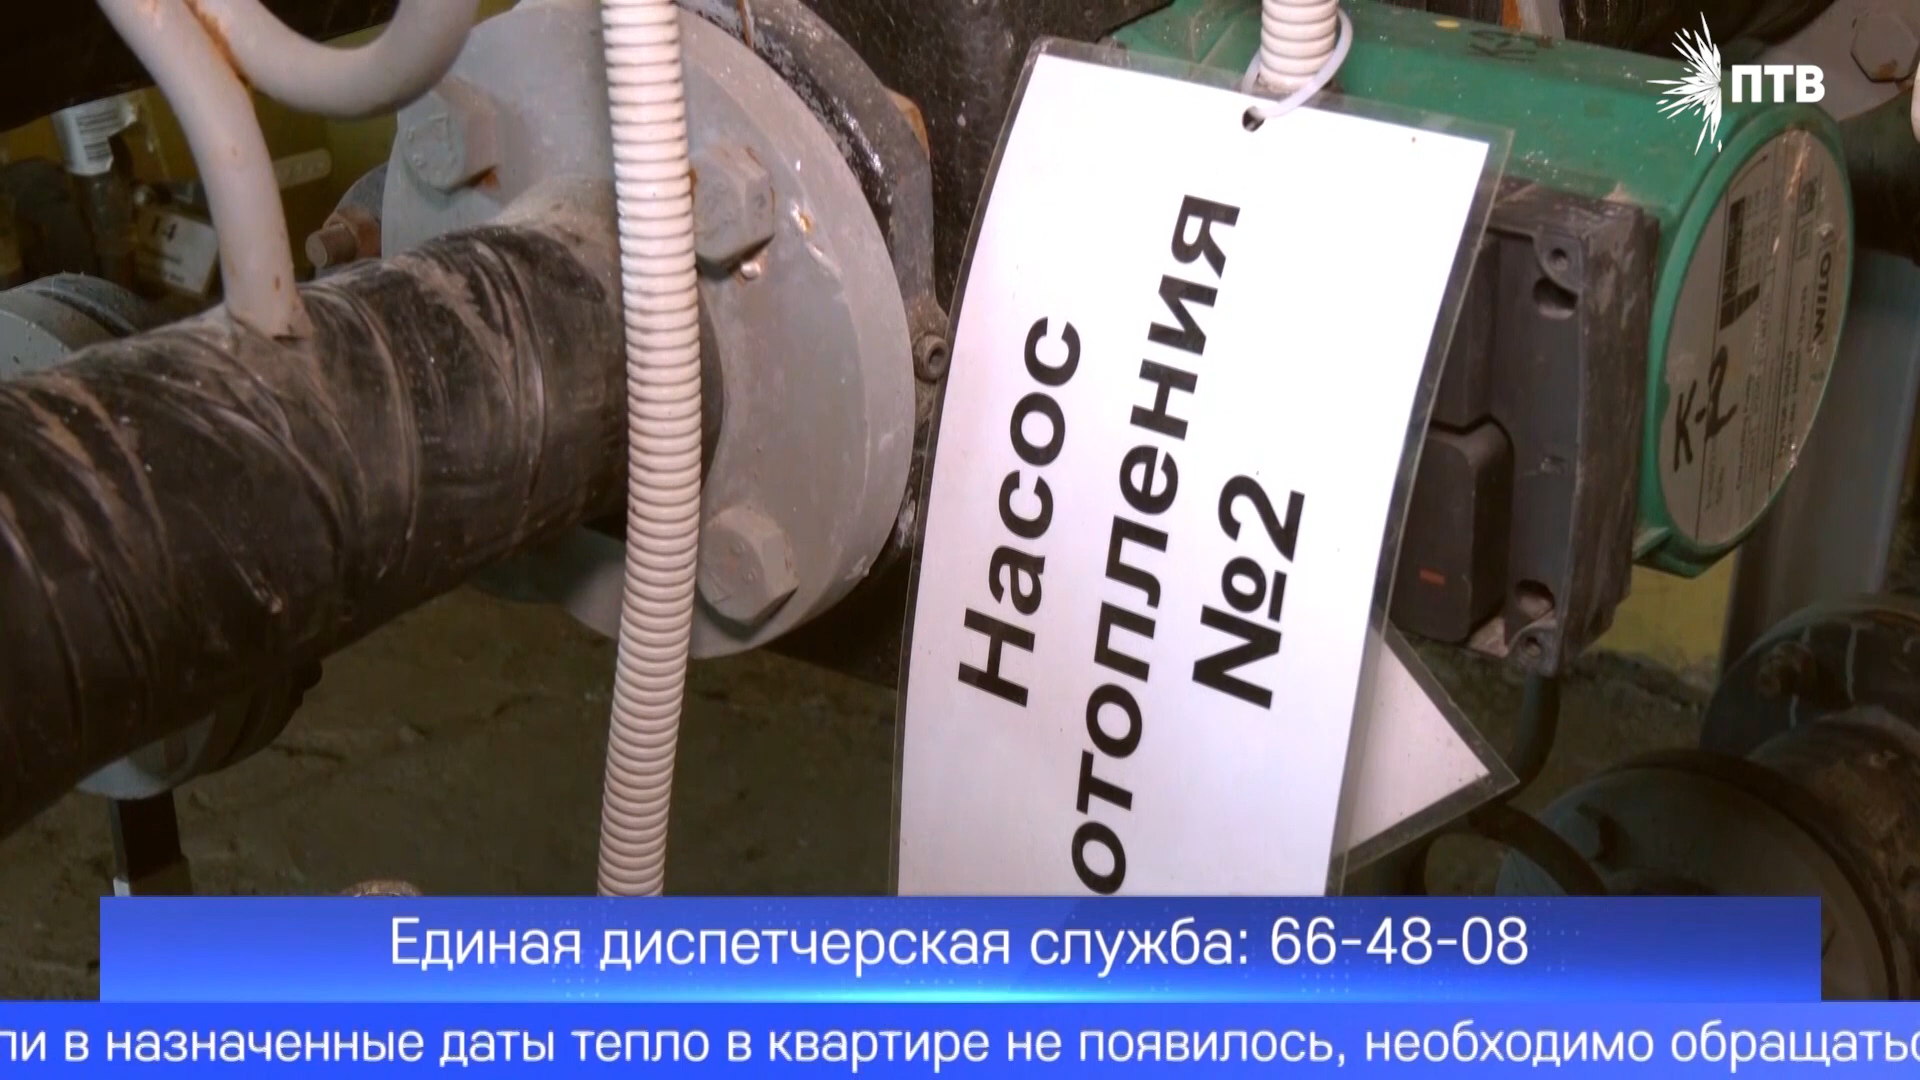 ПТВ
Насос
отопления
№2
К-2
К-2
Единая диспетчерская служба: 66-48-08
ли в назначенные даты тепло в квартире не появилось, необходимо обращатьс